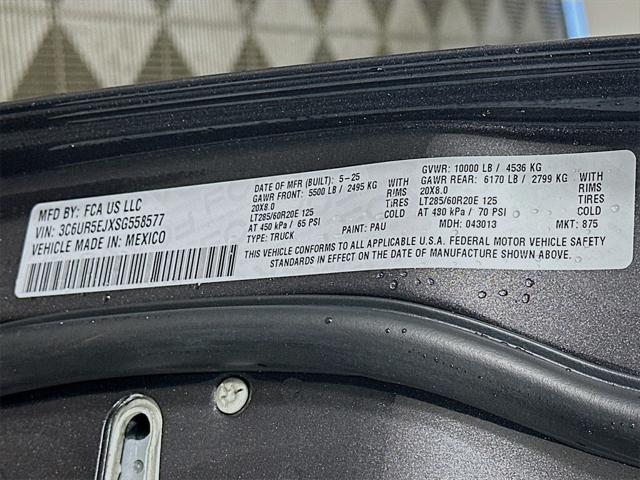 MFD BY: FCA US LLC
VIN: 3C6UR5EJXSG558577
VEHICLE MADE IN: MEXICO
DATE OF MFR (BUILT): 5-25
GAWR FRONT: 5500 LB / 2495 KG WITH
20X8.0 RIMS
LT285/60R20E 125 TIRES
AT 450 kPa / 65 PSI COLD
TYPE: TRUCK PAINT: PAU
GVWR: 10000 LB / 4536 KG
GAWR REAR: 6170 LB / 2799 KG WITH
20X8.0 RIMS
LT285/60R20E 125 TIRES
AT 480 kPa / 70 PSI COLD
MDH: 043013 MKT: 875
THIS VEHICLE CONFORMS TO ALL APPLICABLE U.S.A. FEDERAL MOTOR VEHICLE SAFETY
STANDARDS IN EFFECT ON THE DATE OF MANUFACTURE SHOWN ABOVE.